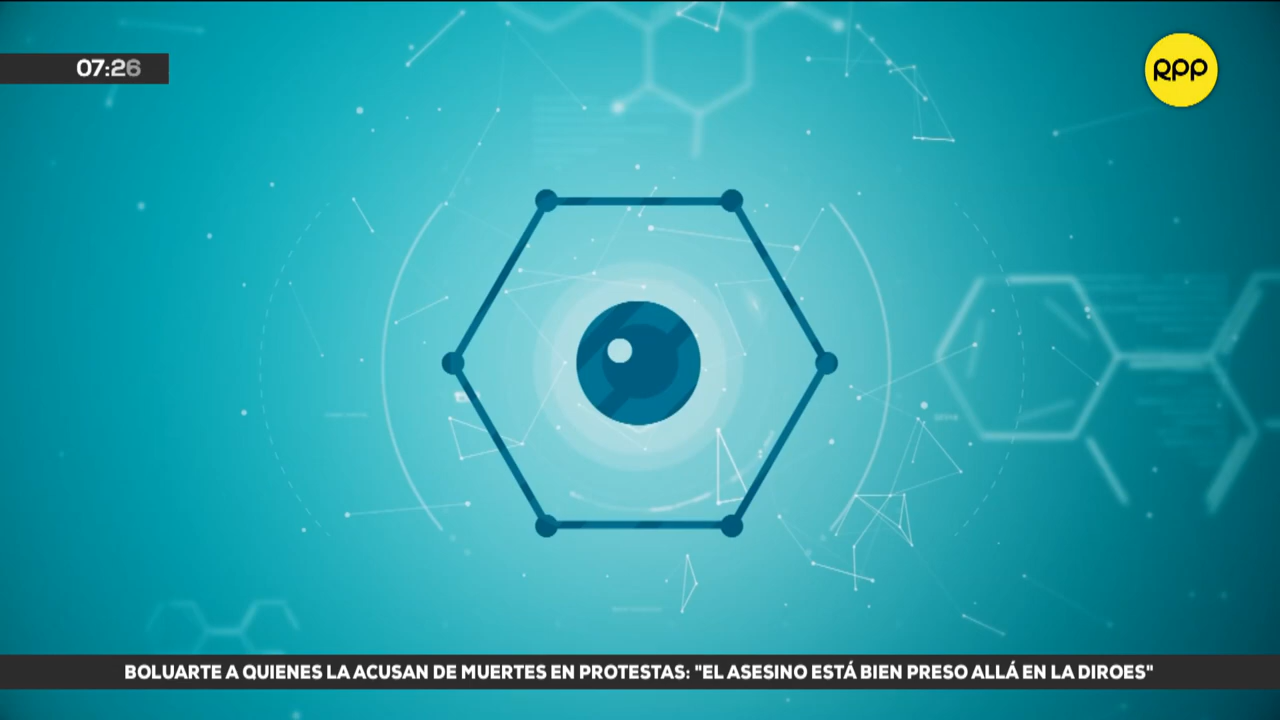 07:26
RPP
BOLUARTE A QUIENES LA ACUSAN DE MUERTES EN PROTESTAS: "EL ASESINO ESTÁ BIEN PRESO ALLÁ EN LA DIROES"